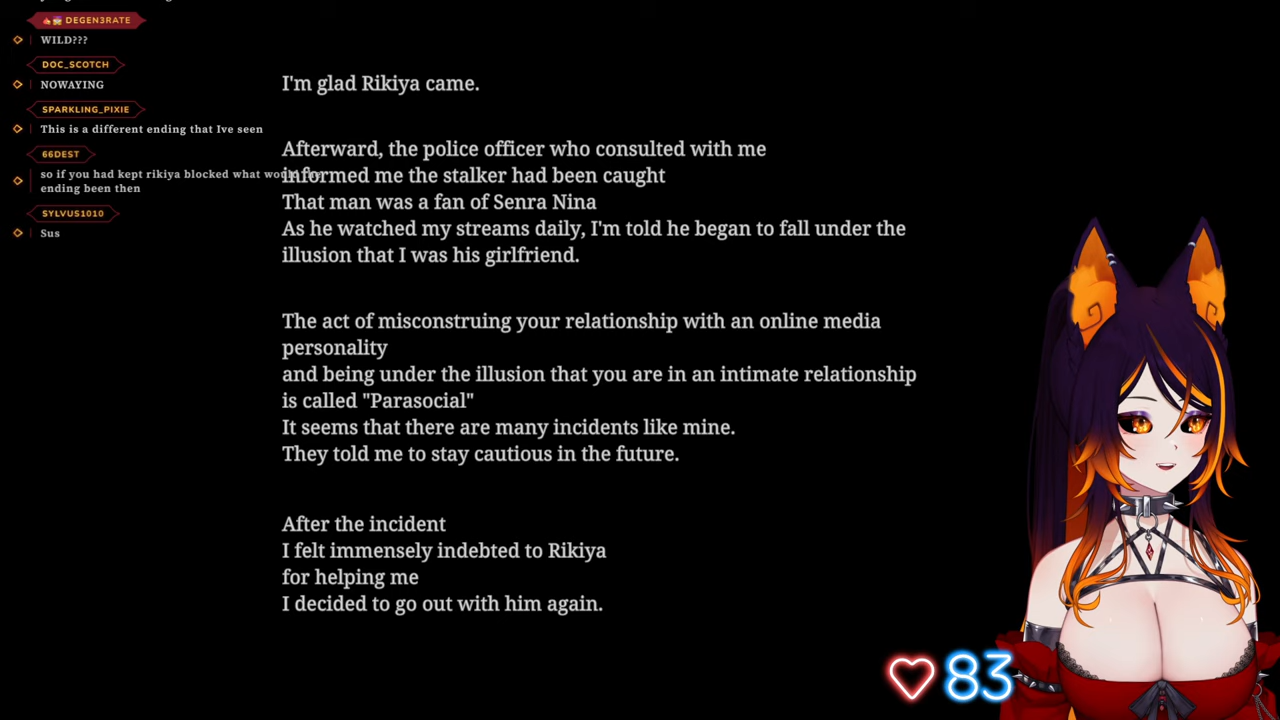 DEGEN3RATE
WILD???
DOC_SCOTCH
NOWAYING
SPARKLING_PIXIE
This is a different ending that Ive seen
66DEST
so if you had kept rikiya blocked what would the
ending been then
SYLVUS1010
Sus
I'm glad Rikiya came.
Afterward, the police officer who consulted with me
informed me the stalker had been caught
That man was a fan of Senra Nina
As he watched my streams daily, I'm told he began to fall under the
illusion that I was his girlfriend.
The act of misconstruing your relationship with an online media
personality
and being under the illusion that you are in an intimate relationship
is called "Parasocial"
It seems that there are many incidents like mine.
They told me to stay cautious in the future.
After the incident
I felt immensely indebted to Rikiya
for helping me
I decided to go out with him again.
83